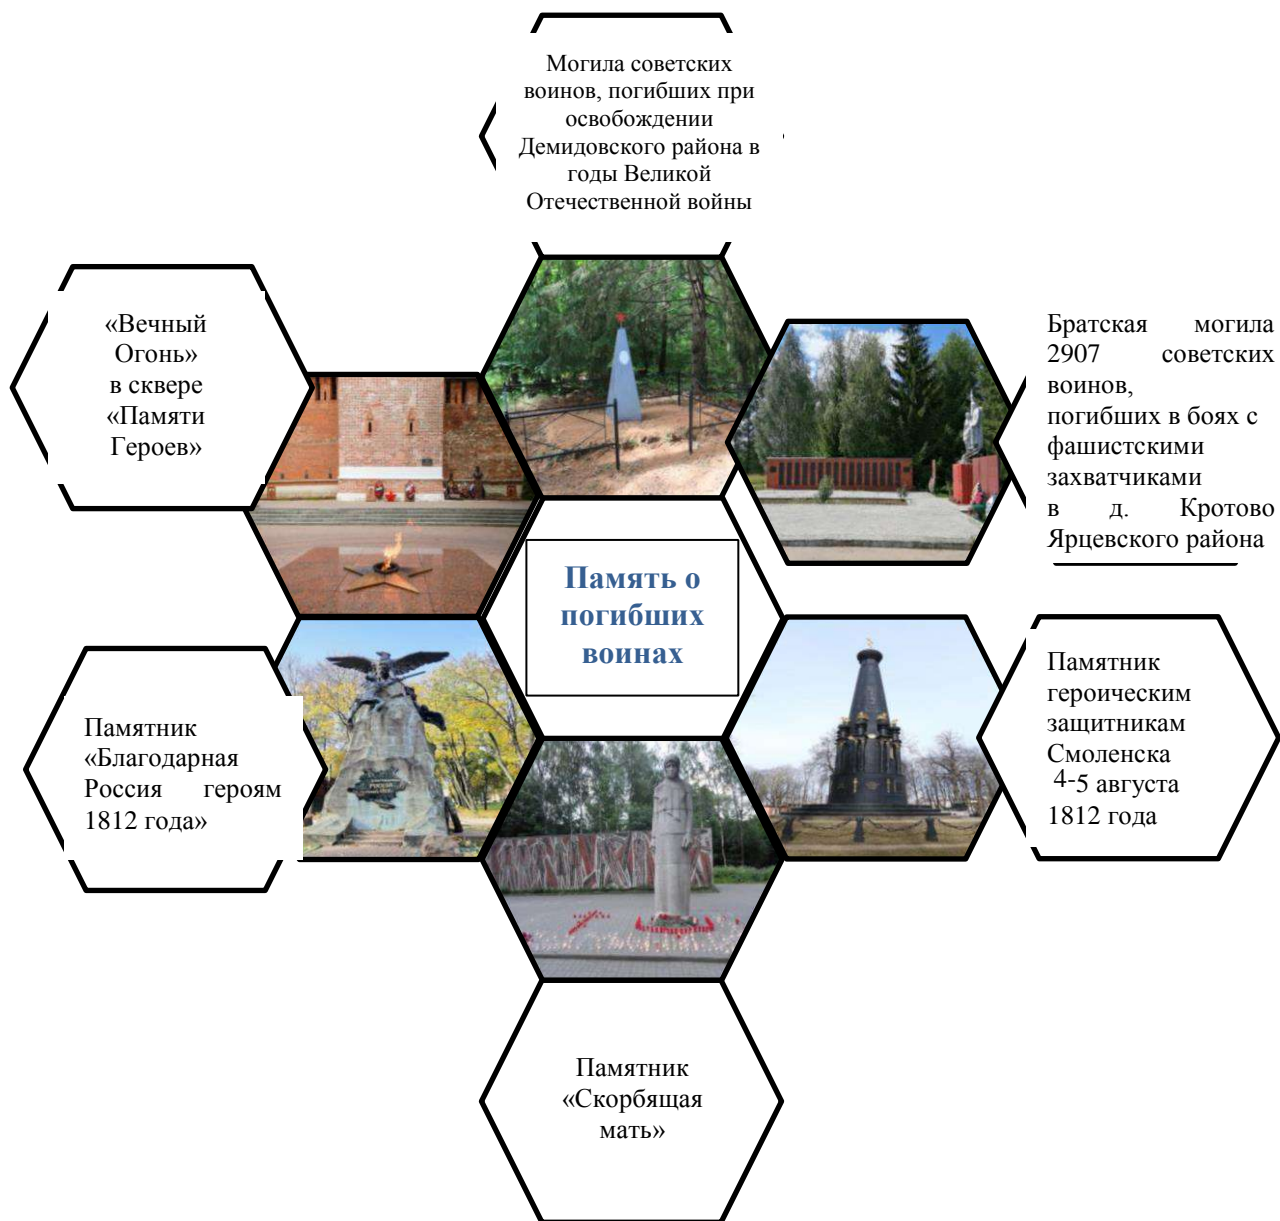 Могила советских
воинов, погибших при
освобождении
Демидовского района в
годы Великой
Отечественной войны
«Вечный
Огонь»
в сквере
«Памяти
Героев»
Братская могила
2907 советских
воинов,
погибших в боях с
фашистскими
захватчиками
в д. Кротово
Ярцевского района
Память о
погибших
воинах
Памятник
«Благодарная
Россия героям
1812 года»
Памятник
героическим
защитникам
Смоленска
4-5 августа
1812 года
Памятник
«Скорбящая
мать»